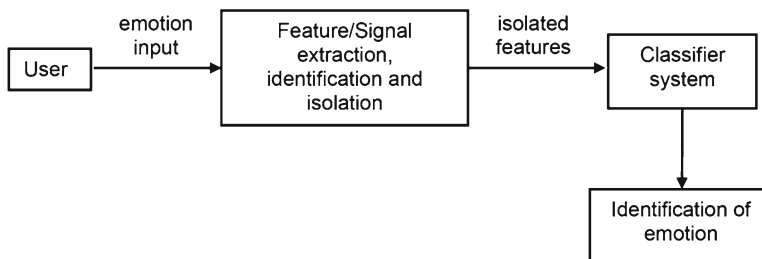 User
emotion
input
Feature/Signal
extraction,
identification and
isolation
isolated
features
Classifier
system
Identification of
emotion